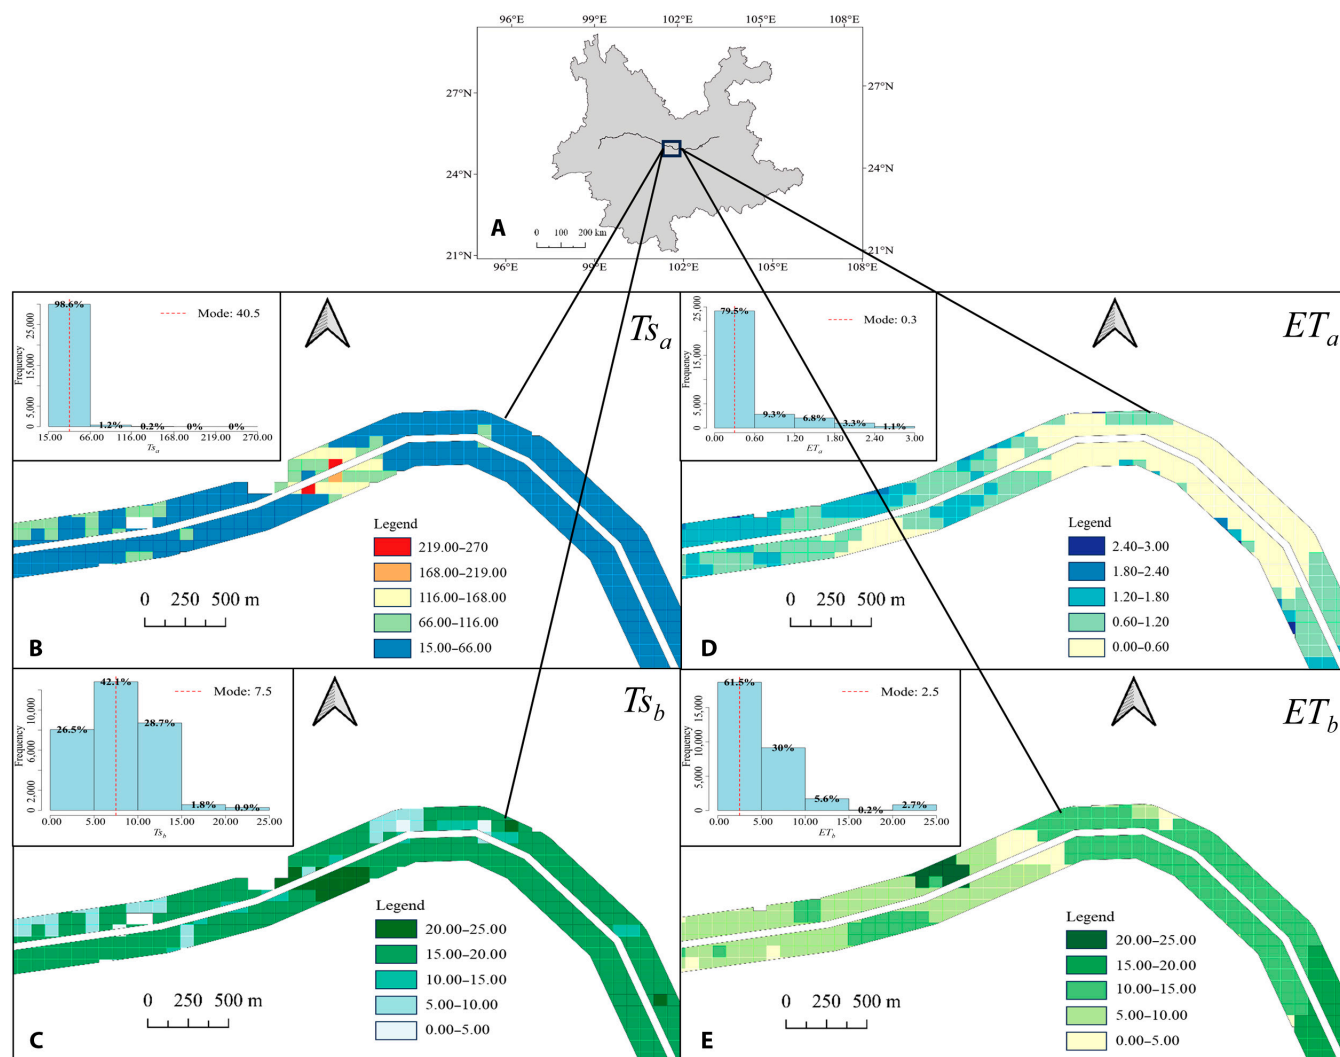 96°E 99°E 102°E 105°E 108°E
27°N 27°N
24°N 24°N
21°N 21°N
A
0 100 200 km
96°E 99°E 102°E 105°E 108°E
Ts_a
98.6%
Mode: 40.5
Frequency
5,000 15,000 25,000
1.2% 0.2% 0% 0%
15.00 66.00 116.00 168.00 219.00 270.00
Ts_a
Legend
219.00–270
168.00–219.00
116.00–168.00
66.00–116.00
15.00–66.00
0 250 500 m
B
ET_a
79.5%
Mode: 0.3
Frequency
0 5,000 15,000 25,000
9.3% 6.8% 3.3% 1.1%
0.00 0.60 1.20 1.80 2.40 3.00
ET_a
Legend
2.40–3.00
1.80–2.40
1.20–1.80
0.60–1.20
0.00–0.60
0 250 500 m
D
Ts_b
42.1%
Mode: 7.5
Frequency
0 2,000 6,000 10,000
26.5% 28.7% 1.8% 0.9%
0.00 5.00 10.00 15.00 20.00 25.00
Ts_b
Legend
20.00–25.00
15.00–20.00
10.00–15.00
5.00–10.00
0.00–5.00
0 250 500 m
C
ET_b
61.5%
Mode: 2.5
Frequency
0 5,000 10,000 15,000
30% 5.6% 0.2% 2.7%
0.00 5.00 10.00 15.00 20.00 25.00
ET_b
Legend
20.00–25.00
15.00–20.00
10.00–15.00
5.00–10.00
0.00–5.00
0 250 500 m
E